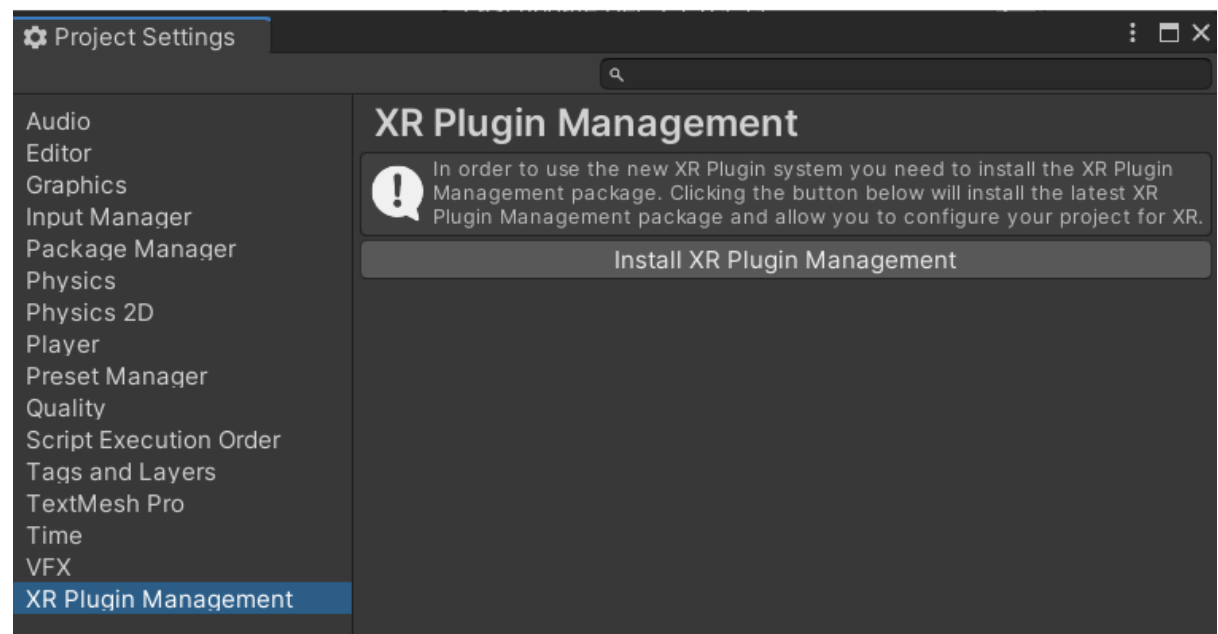 Project Settings
Audio
Editor
Graphics
Input Manager
Package Manager
Physics
Physics 2D
Player
Preset Manager
Quality
Script Execution Order
Tags and Layers
TextMesh Pro
Time
VFX
XR Plugin Management
XR Plugin Management
In order to use the new XR Plugin system you need to install the XR Plugin
Management package. Clicking the button below will install the latest XR
Plugin Management package and allow you to configure your project for XR.
Install XR Plugin Management